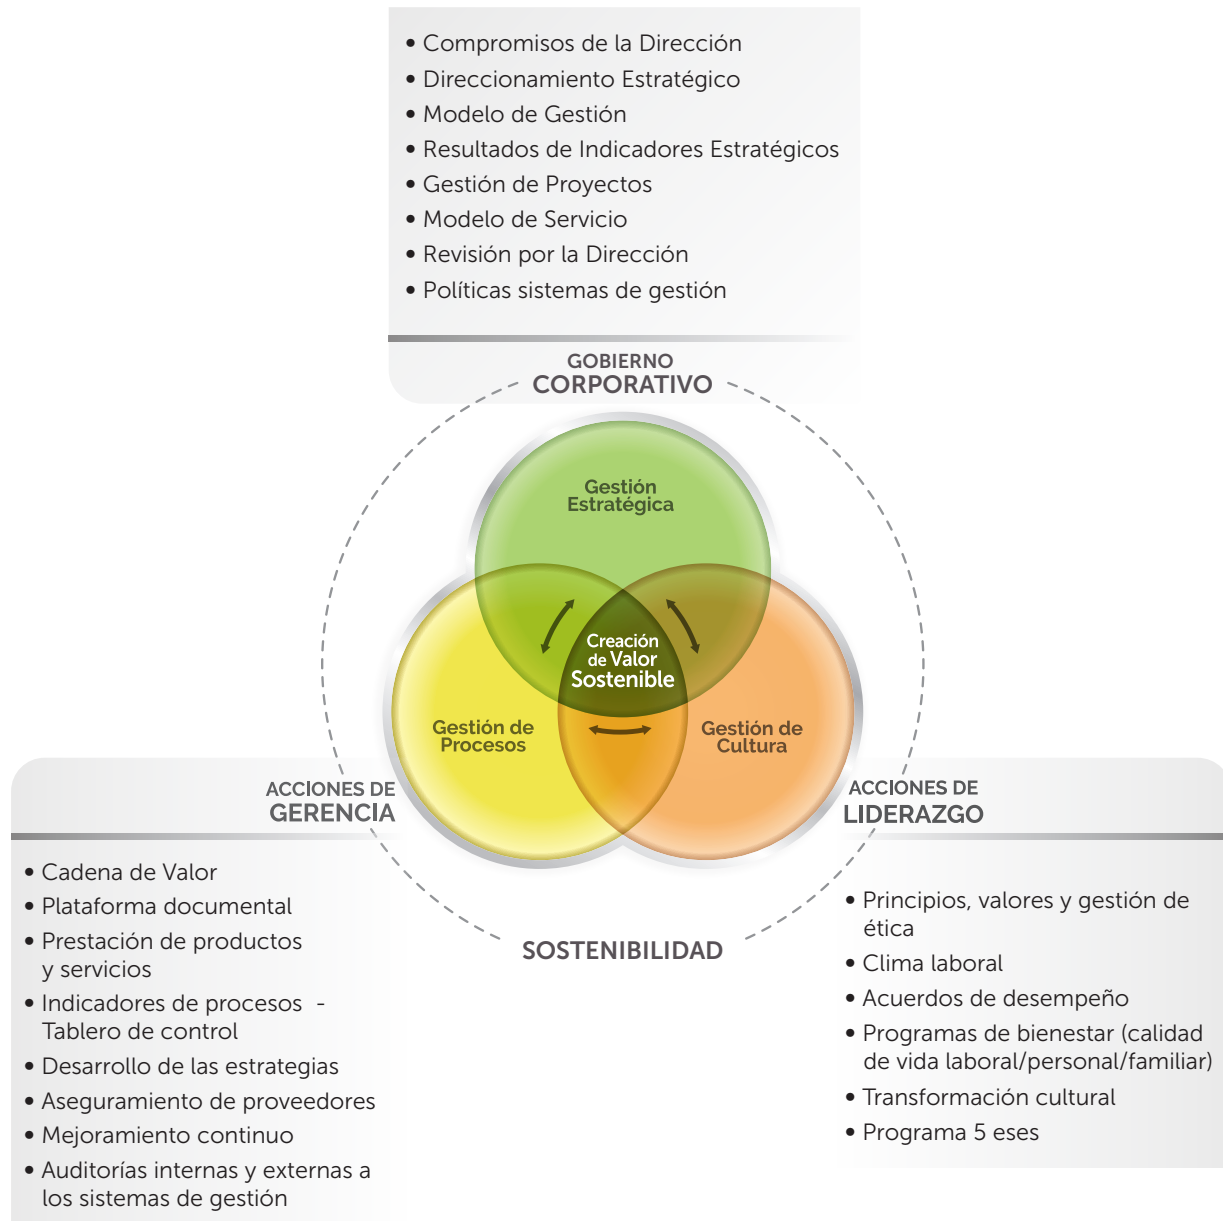 • Compromisos de la Dirección
• Direccionamiento Estratégico
• Modelo de Gestión
• Resultados de Indicadores Estratégicos
• Gestión de Proyectos
• Modelo de Servicio
• Revisión por la Dirección
• Políticas sistemas de gestión
GOBIERNO
CORPORATIVO
Gestión
Estratégica
Creación
de Valor
Sostenible
Gestión de
Procesos
Gestión de
Cultura
ACCIONES DE
GERENCIA
• Cadena de Valor
• Plataforma documental
• Prestación de productos
y servicios
• Indicadores de procesos -
Tablero de control
• Desarrollo de las estrategias
• Aseguramiento de proveedores
• Mejoramiento continuo
• Auditorías internas y externas a
los sistemas de gestión
SOSTENIBILIDAD
ACCIONES DE
LIDERAZGO
• Principios, valores y gestión de
ética
• Clima laboral
• Acuerdos de desempeño
• Programas de bienestar (calidad
de vida laboral/personal/familiar)
• Transformación cultural
• Programa 5 eses